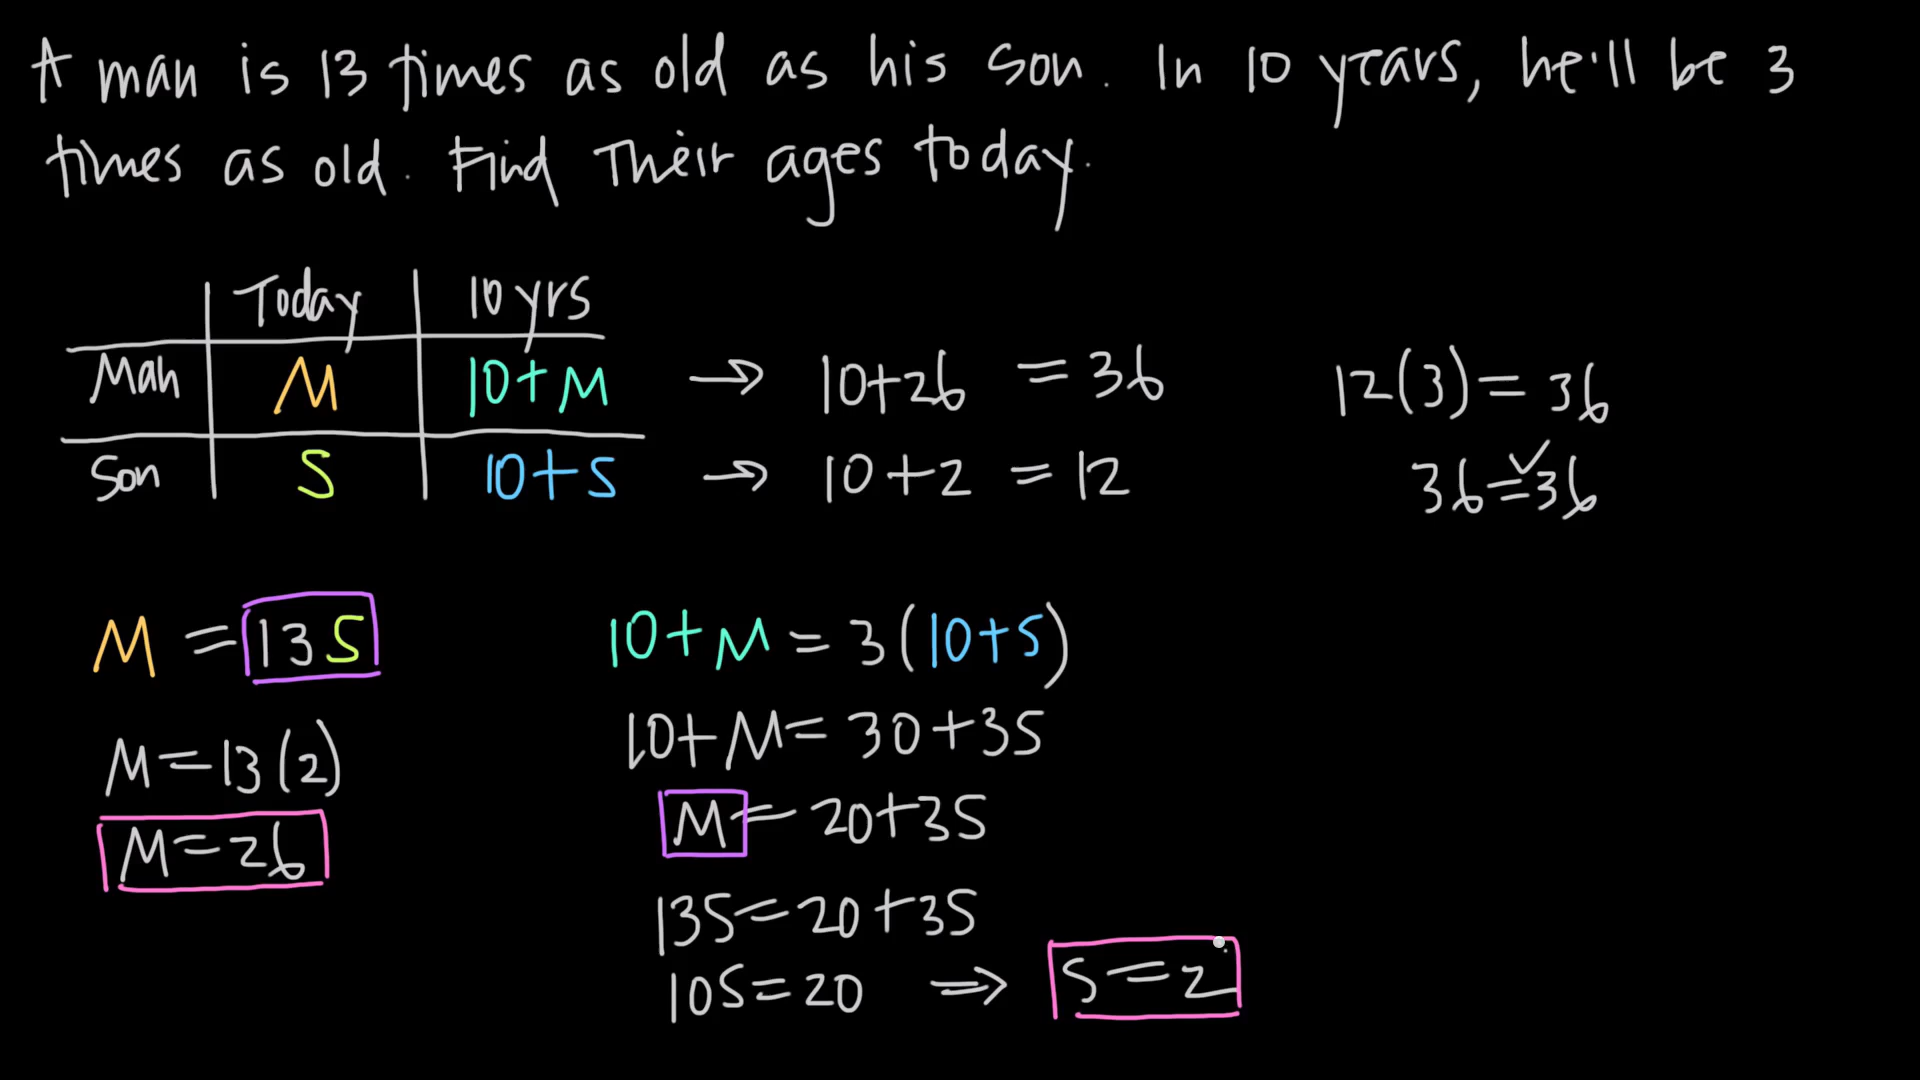 A man is 13 times as old as his son. In 10 years, he'll be 3
times as old. Find Their ages today.
Today 10 yrs
Man M 10+M → 10+26 = 36 12(3) = 36
Son S 10+S → 10+2 = 12 36=36 ✓
M = 13S 10+M = 3(10+S)
M=13(2) 10+M= 30+3S
M=26 M= 20+3S
13S=20+3S
10S=20 ⇒ S=2